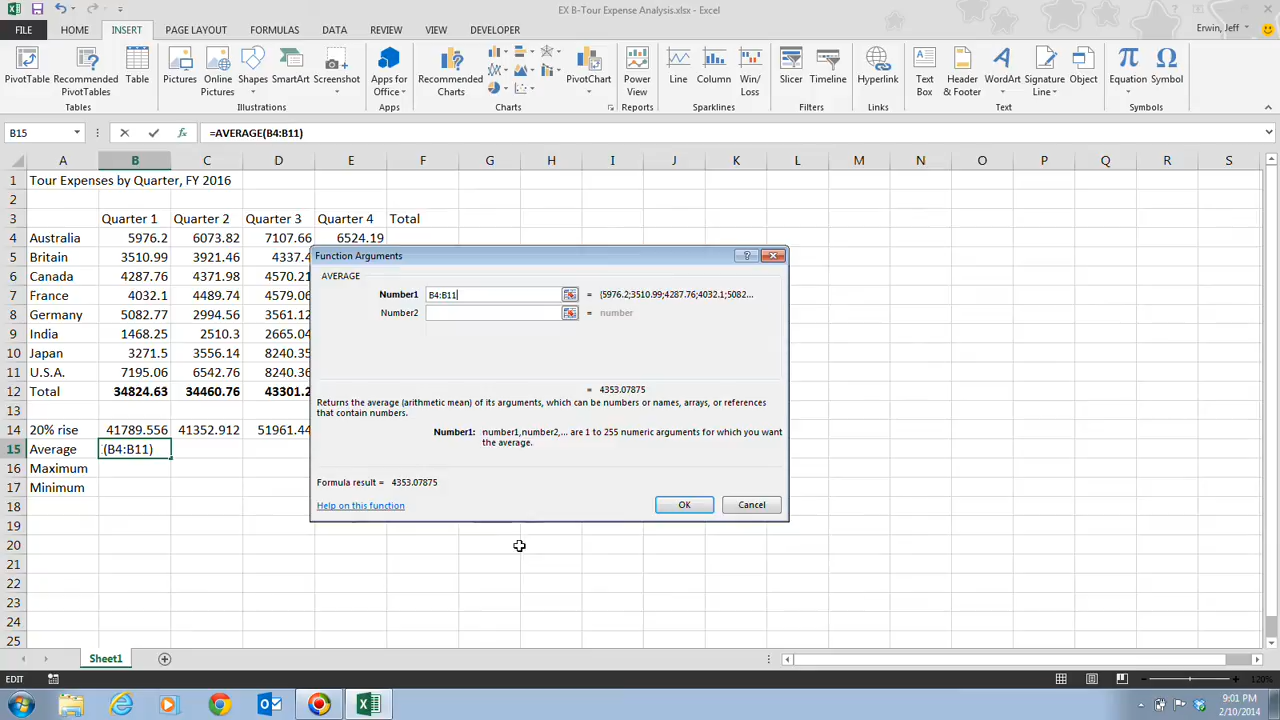 EX B-Tour Expense Analysis.xlsx - Excel
FILE HOME INSERT PAGE LAYOUT FORMULAS DATA REVIEW VIEW DEVELOPER Erwin, Jeff
PivotTable Recommended PivotTables Table Pictures Online Pictures Shapes SmartArt Screenshot Apps for Office Recommended Charts PivotChart Power View Line Column Win/Loss Slicer Timeline Hyperlink Text Box Header & Footer WordArt Signature Line Object Equation Symbol
Tables Illustrations Apps Charts Reports Sparklines Filters Links Text Symbols
B15 fx =AVERAGE(B4:B11)
A B C D E F G H I J K L M N O P Q R S
1 Tour Expenses by Quarter, FY 2016
2
3 Quarter 1 Quarter 2 Quarter 3 Quarter 4 Total
4 Australia 5976.2 6073.82 7107.66 6524.19
5 Britain 3510.99 3921.46 4337.4
6 Canada 4287.76 4371.98 4570.21
7 France 4032.1 4489.74 4579.06
8 Germany 5082.77 2994.56 3561.12
9 India 1468.25 2510.3 2665.04
10 Japan 3271.5 3556.14 8240.35
11 U.S.A. 7195.06 6542.76 8240.36
12 Total 34824.63 34460.76 43301.2
13
14 20% rise 41789.556 41352.912 51961.44
15 Average (B4:B11)
16 Maximum
17 Minimum
18
19
20
21
22
23
24
25
Function Arguments ?
AVERAGE
Number1 B4:B11 = {5976.2;3510.99;4287.76;4032.1;5082...
Number2 = number
= 4353.07875
Returns the average (arithmetic mean) of its arguments, which can be numbers or names, arrays, or references
that contain numbers.
Number1: number1,number2,... are 1 to 255 numeric arguments for which you want
the average.
Formula result = 4353.07875
Help on this function OK Cancel
Sheet1
EDIT 120%
9:01 PM
2/10/2014